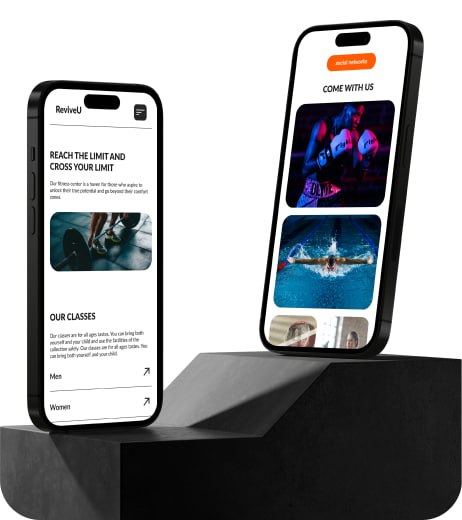 ReviveU
REACH THE LIMIT AND
CROSS YOUR LIMIT
Our fitness center is a haven for those who aspire to
unlock their true potential and go beyond their comfort
zones.
OUR CLASSES
Our classes are for all ages tastes. You can bring both
yourself and your child and use the facilities of the
collective safety. Our classes are for all ages tastes. You
can bring both yourself and your child.
Men
Women
social networks
COME WITH US